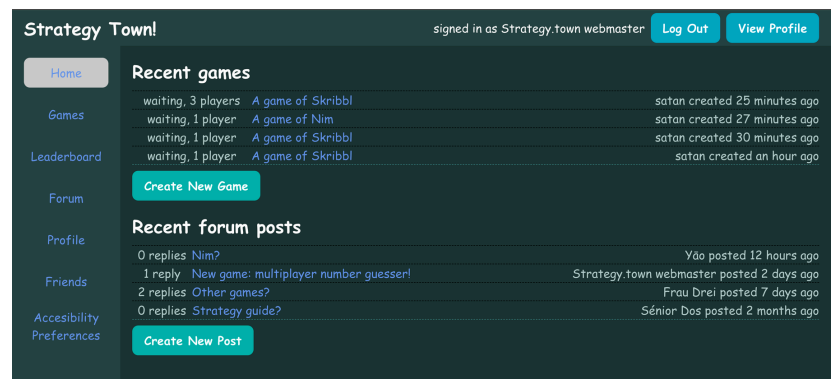 Strategy Town!
signed in as Strategy.town webmaster Log Out View Profile
Home
Games
Leaderboard
Forum
Profile
Friends
Accesibility
Preferences
Recent games
waiting, 3 players A game of Skribbl satan created 25 minutes ago
waiting, 1 player A game of Nim satan created 27 minutes ago
waiting, 1 player A game of Skribbl satan created 30 minutes ago
waiting, 1 player A game of Skribbl satan created an hour ago
Create New Game
Recent forum posts
0 replies Nim? Yāo posted 12 hours ago
1 reply New game: multiplayer number guesser! Strategy.town webmaster posted 2 days ago
2 replies Other games? Frau Drei posted 7 days ago
0 replies Strategy guide? Sénior Dos posted 2 months ago
Create New Post